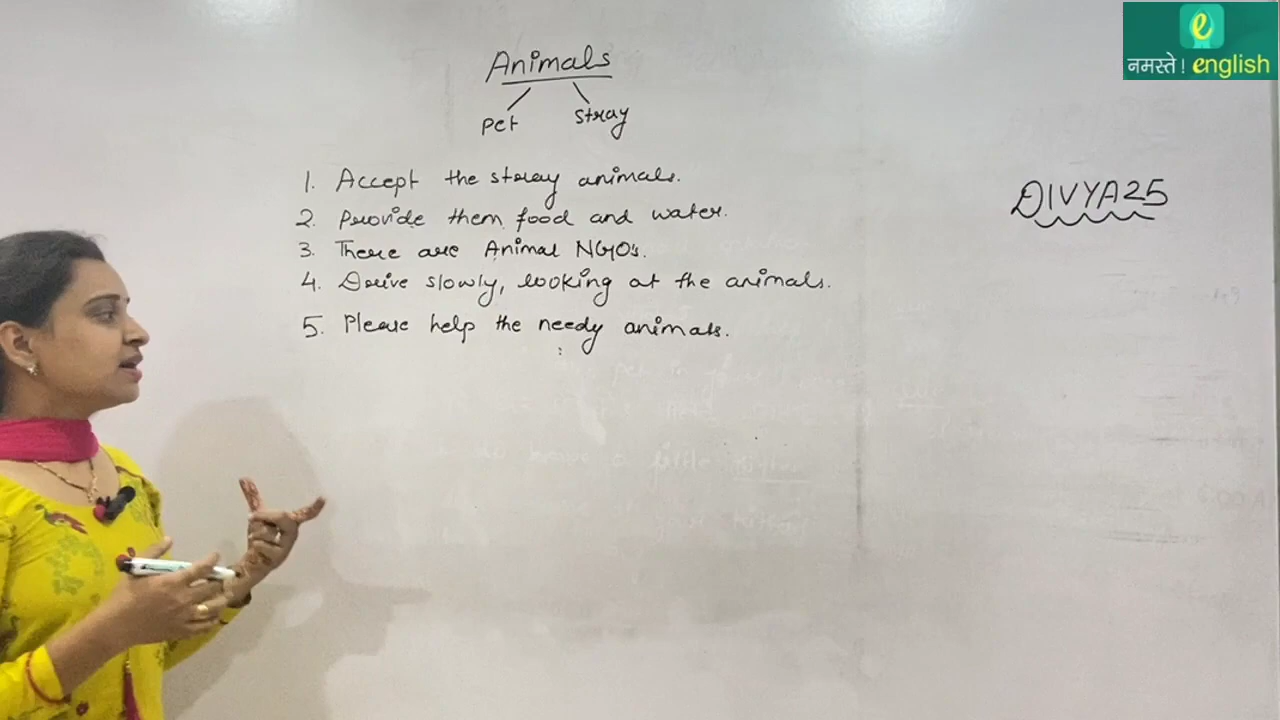 Animals
Pet Stray
1. Accept the stray animals.
2. Provide them food and water.
3. There are Animal NGO's.
4. Drive slowly, looking at the animals.
5. Please help the needy animals.
DIVYA25
e
नमस्ते ! english